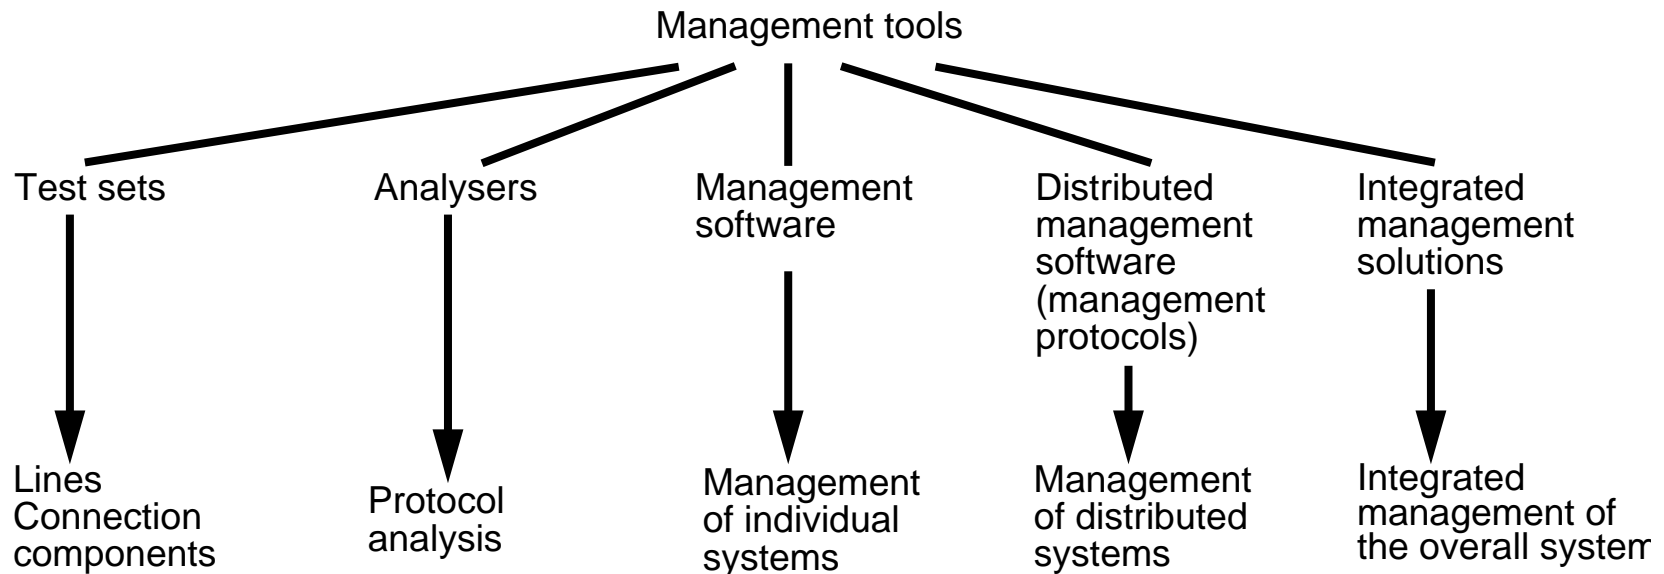 Management tools
Test sets
Analysers
Management
software
Distributed
management
software
(management
protocols)
Integrated
management
solutions
Lines
Connection
components
Protocol
analysis
Management
of individual
systems
Management
of distributed
systems
Integrated
management of
the overall system